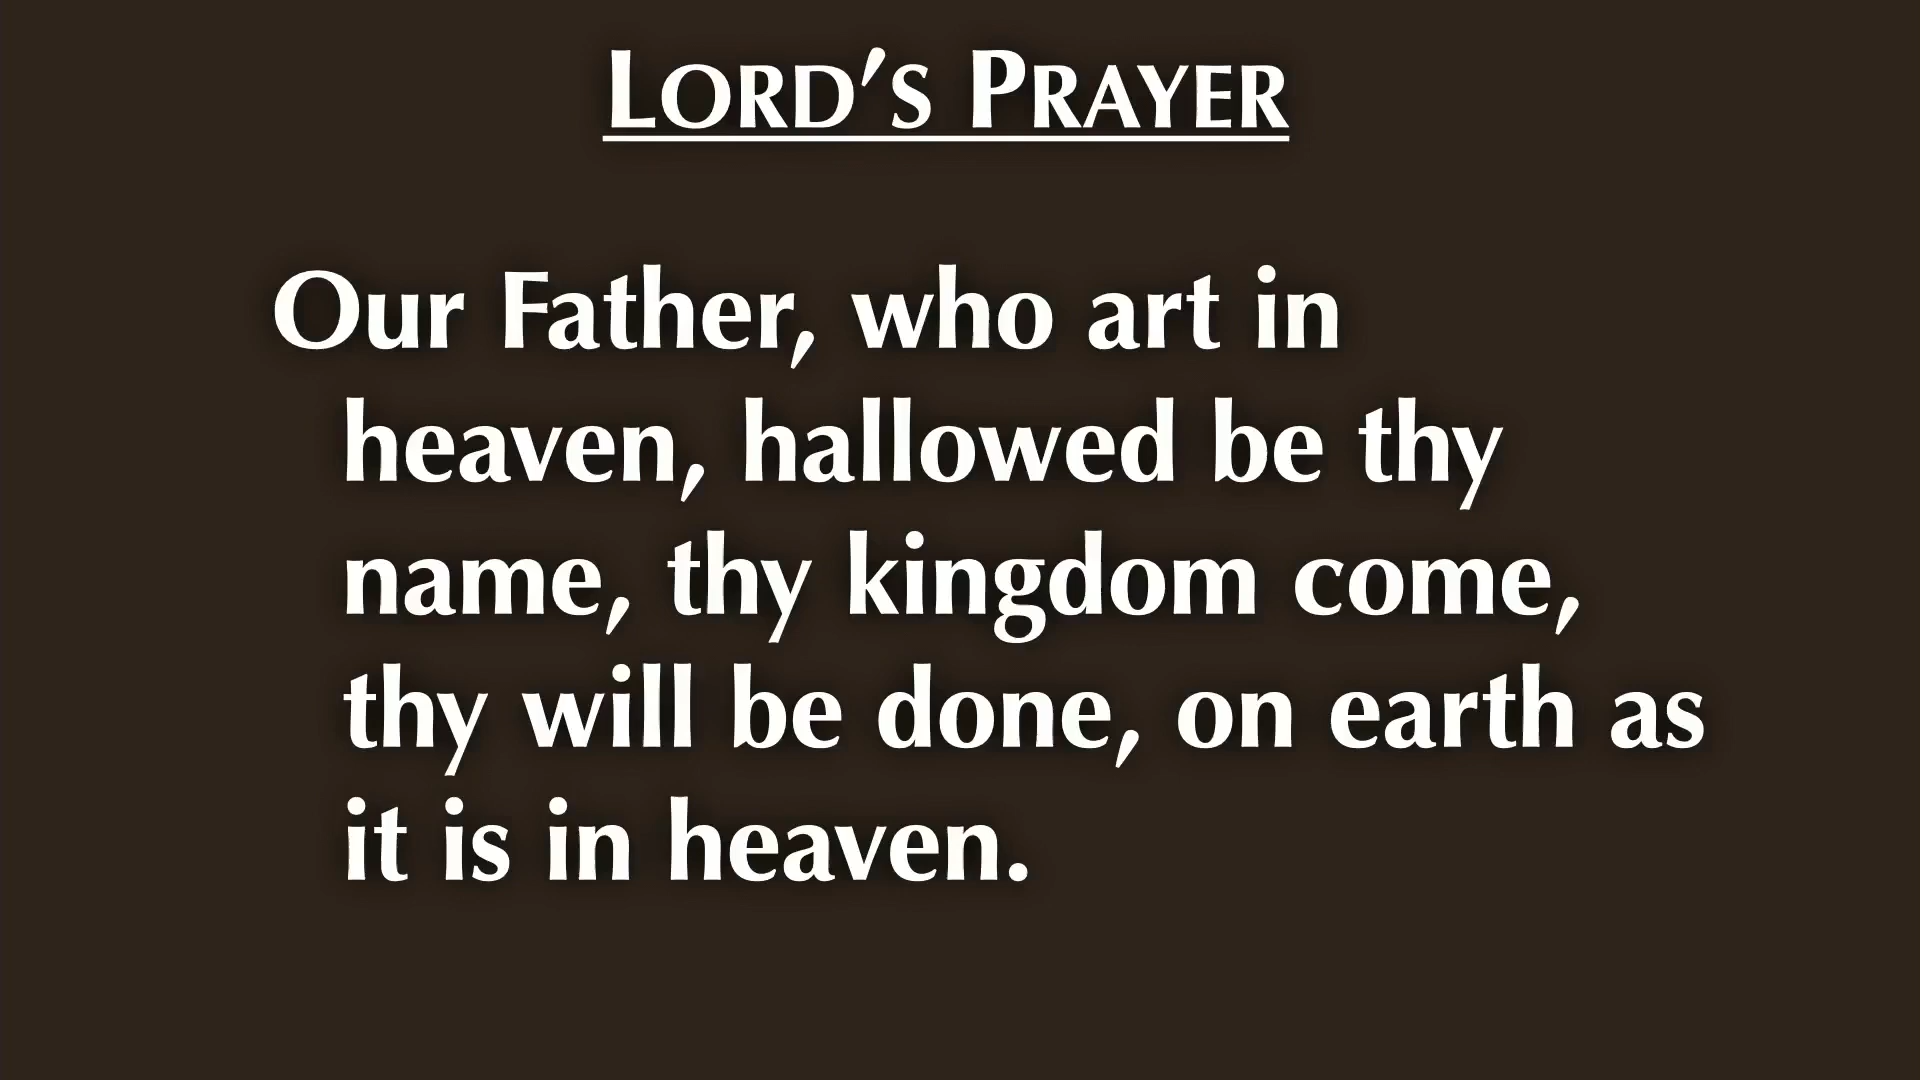 LORD’S PRAYER
Our Father, who art in
heaven, hallowed be thy
name, thy kingdom come,
thy will be done, on earth as
it is in heaven.